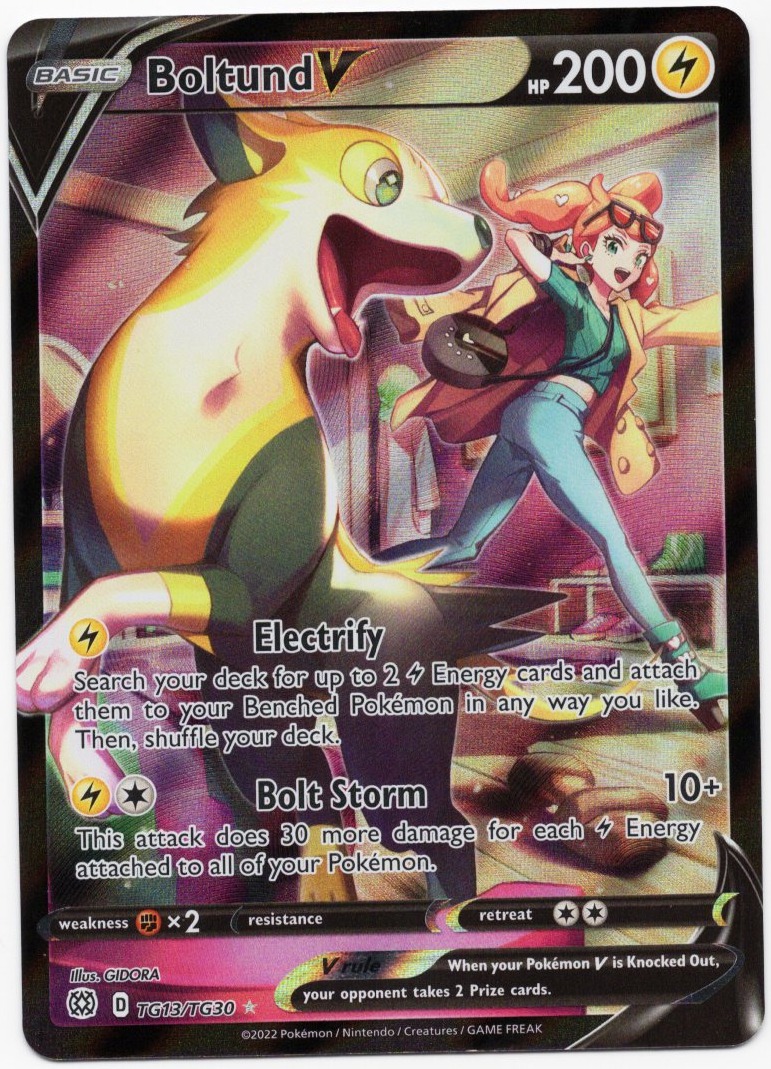 BASIC Boltund V HP 200
Electrify
Search your deck for up to 2 Energy cards and attach
them to your Benched Pokémon in any way you like.
Then, shuffle your deck.
Bolt Storm 10+
This attack does 30 more damage for each Energy
attached to all of your Pokémon.
weakness ×2 resistance retreat
V rule When your Pokémon V is Knocked Out,
your opponent takes 2 Prize cards.
Illus. GIDORA
D TG13/TG30
©2022 Pokémon / Nintendo / Creatures / GAME FREAK